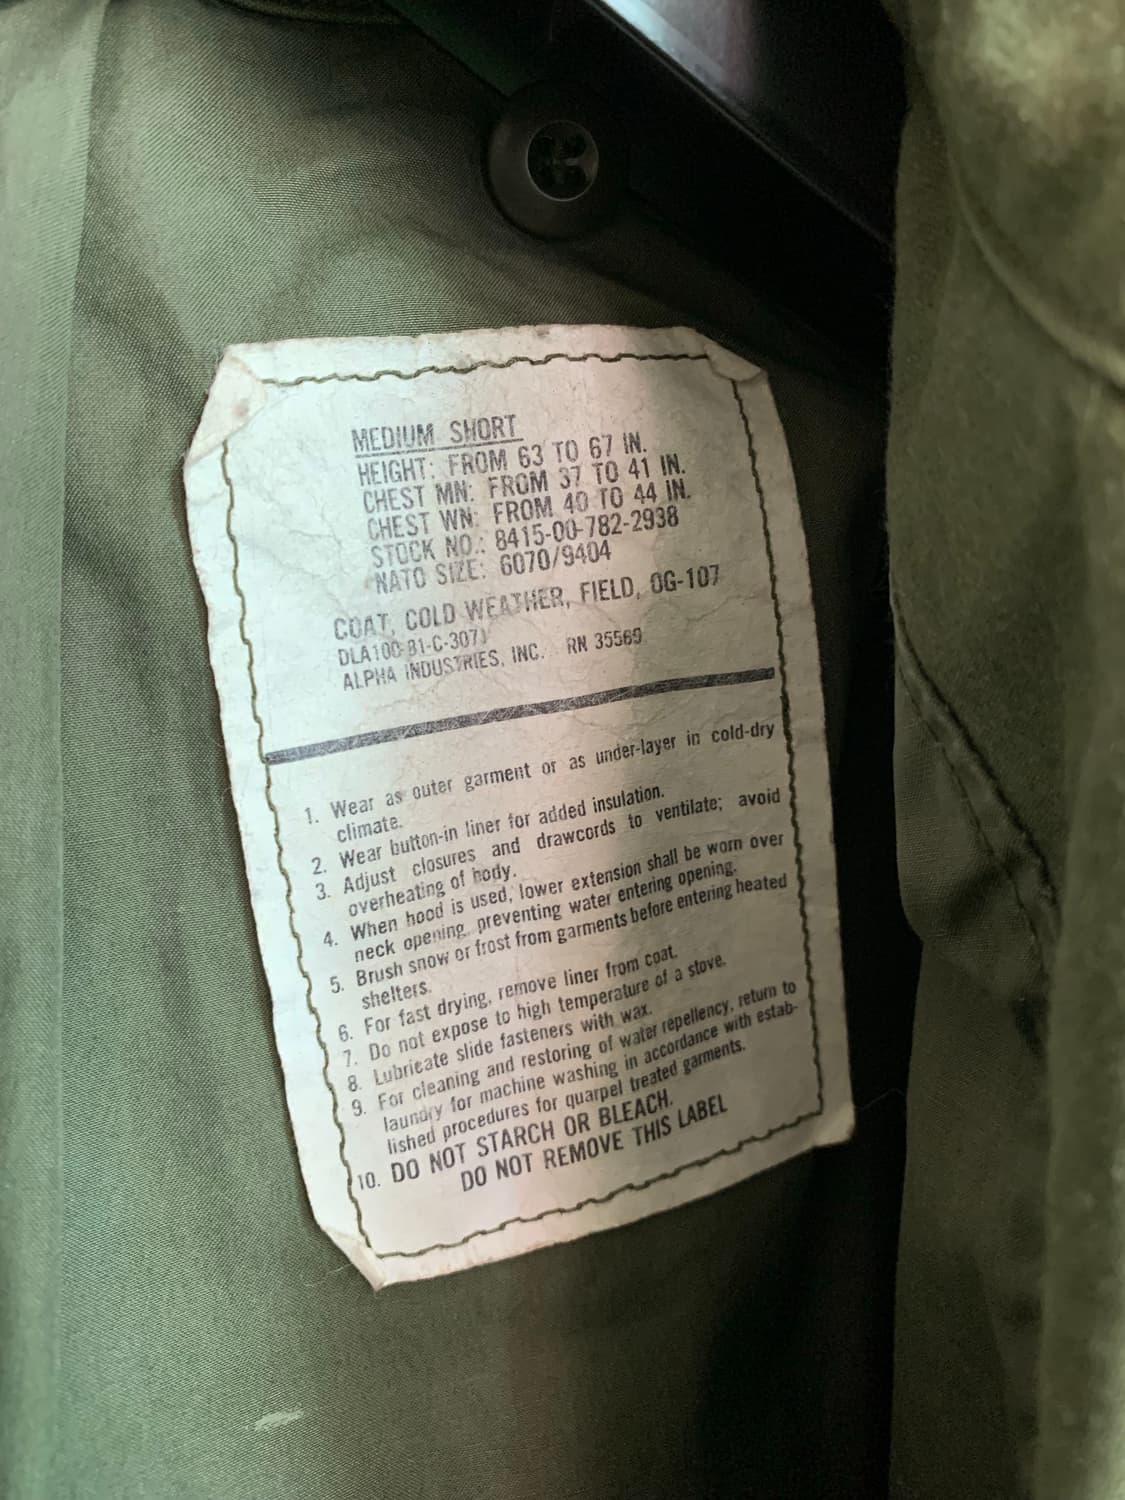 MEDIUM SHORT
HEIGHT: FROM 63 TO 67 IN.
CHEST MN: FROM 37 TO 41 IN.
CHEST WN: FROM 40 TO 44 IN.
STOCK NO.: 8415-00-782-2938
NATO SIZE: 6070/9404
COAT, COLD WEATHER, FIELD, OG-107
DLA100-81-C-3071
ALPHA INDUSTRIES, INC. RN 35569
1. Wear as outer garment or as under-layer in cold-dry
climate.
2. Wear button-in liner for added insulation.
3. Adjust closures and drawcords to ventilate; avoid
overheating of body.
4. When hood is used, lower extension shall be worn over
neck opening, preventing water entering opening.
5. Brush snow or frost from garments before entering heated
shelters.
6. For fast drying, remove liner from coat.
7. Do not expose to high temperature of a stove.
8. Lubricate slide fasteners with wax.
9. For cleaning and restoring of water repellency, return to
laundry for machine washing in accordance with estab-
lished procedures for quarpel treated garments.
10. DO NOT STARCH OR BLEACH.
DO NOT REMOVE THIS LABEL